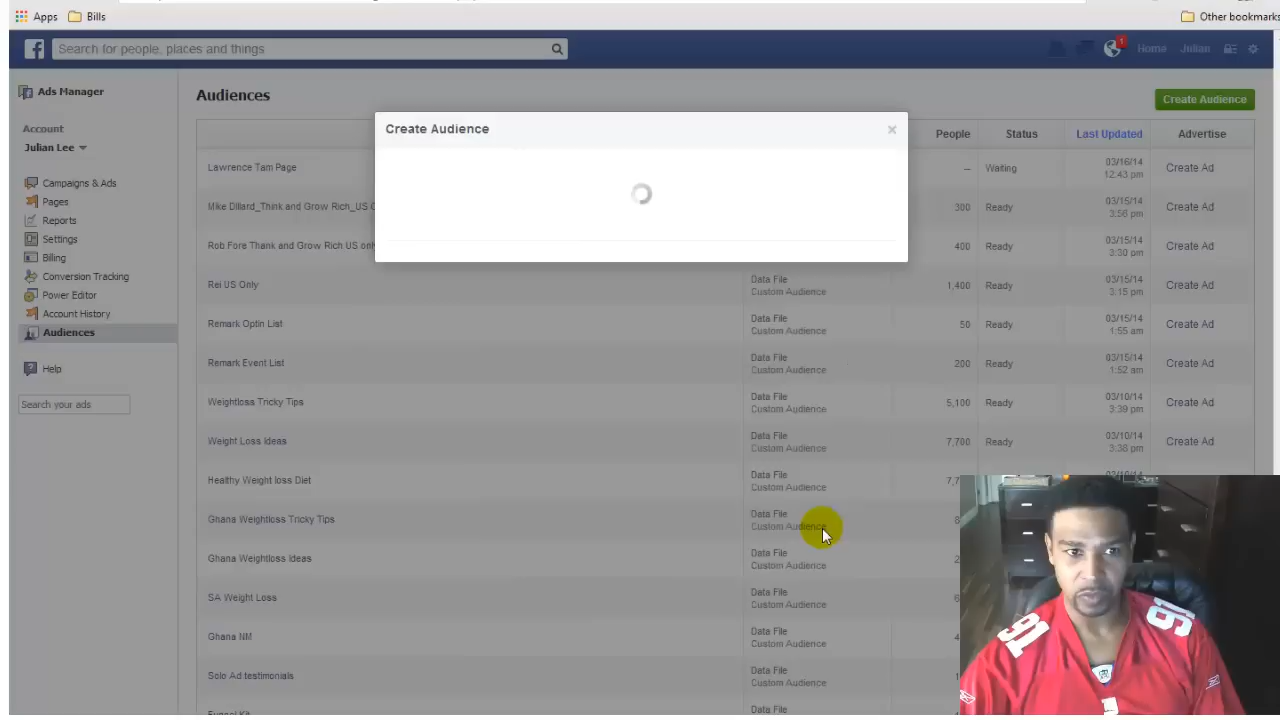 Apps Bills Other bookmarks
Search for people, places and things 1 Home Julian
Ads Manager
Account
Julian Lee
Campaigns & Ads
Pages
Reports
Settings
Billing
Conversion Tracking
Power Editor
Account History
Audiences
Help
Search your ads
Audiences Create Audience
Create Audience
People Status Last Updated Advertise
Lawrence Tam Page -- Waiting 03/16/14 12:43 pm Create Ad
Mike Dillard_Think and Grow Rich_US 300 Ready 03/15/14 3:56 pm Create Ad
Rob Fore Thank and Grow Rich US only 400 Ready 03/15/14 3:30 pm Create Ad
Rei US Only Data File Custom Audience 1,400 Ready 03/15/14 3:15 pm Create Ad
Remark Optin List Data File Custom Audience 50 Ready 03/15/14 1:55 am Create Ad
Remark Event List Data File Custom Audience 200 Ready 03/15/14 1:52 am Create Ad
Weightloss Tricky Tips Data File Custom Audience 5,100 Ready 03/10/14 3:39 pm Create Ad
Weight Loss Ideas Data File Custom Audience 7,700 Ready 03/10/14 3:38 pm Create Ad
Healthy Weight loss Diet Data File Custom Audience 7,7
Ghana Weightloss Tricky Tips Data File Custom Audience
Ghana Weightloss Ideas Data File Custom Audience
SA Weight Loss Data File Custom Audience
Ghana NM Data File Custom Audience
Solo Ad testimonials Data File Custom Audience
Funnel Kit Data File
91 91